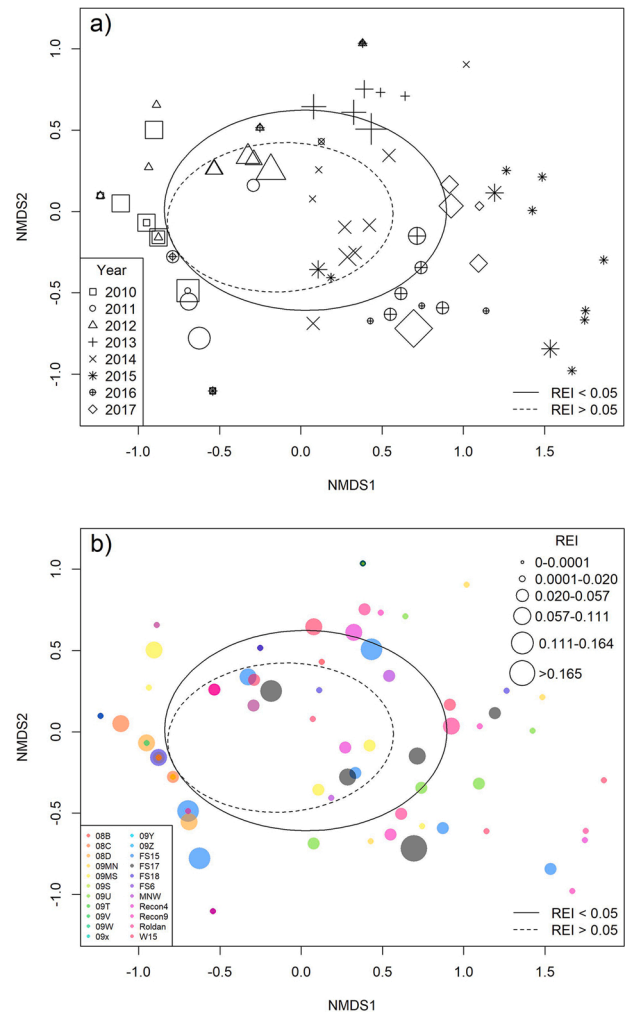 a)
1.0
0.5
0.0
-0.5
-1.0
NMDS2
Year
2010
2011
2012
2013
2014
2015
2016
2017
REI < 0.05
REI > 0.05
-1.0 -0.5 0.0 0.5 1.0 1.5
NMDS1
b)
1.0
0.5
0.0
-0.5
-1.0
NMDS2
REI
0-0.0001
0.0001-0.020
0.020-0.057
0.057-0.111
0.111-0.164
>0.165
08B 09Y
08C 09Z
08D FS15
09MN FS17
09MS FS18
09S FS6
09U MNW
09T Recon4
09V Recon9
09W Roldan
09x W15
REI < 0.05
REI > 0.05
-1.0 -0.5 0.0 0.5 1.0 1.5
NMDS1